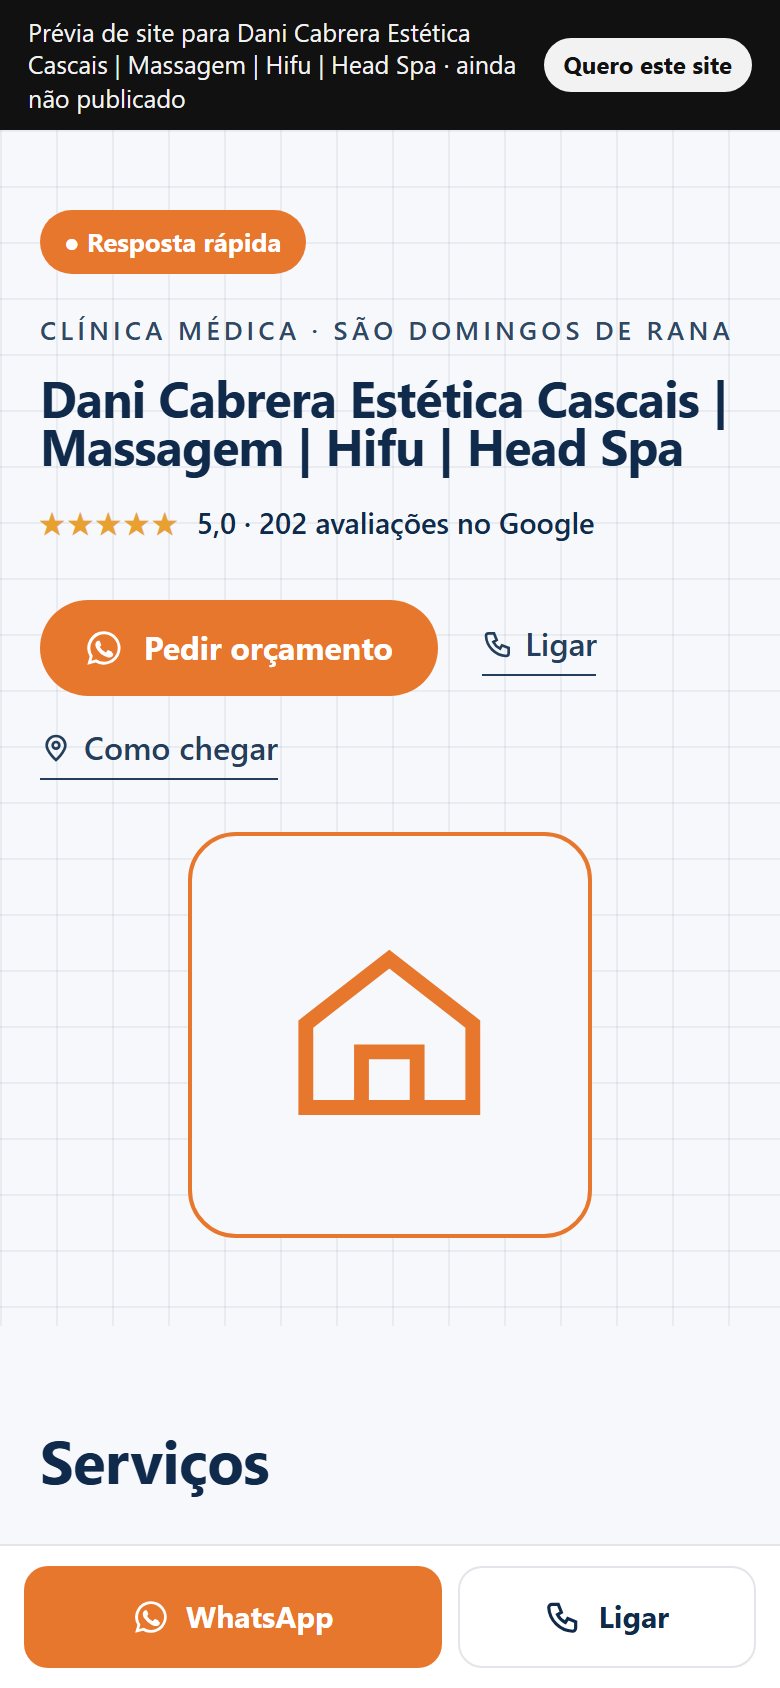 Prévia de site para Dani Cabrera Estética
Cascais | Massagem | Hifu | Head Spa · ainda
não publicado
Quero este site
Resposta rápida
CLÍNICA MÉDICA · SÃO DOMINGOS DE RANA
Dani Cabrera Estética Cascais |
Massagem | Hifu | Head Spa
★★★★★ 5,0 · 202 avaliações no Google
Pedir orçamento
Ligar
Como chegar
Serviços
WhatsApp
Ligar